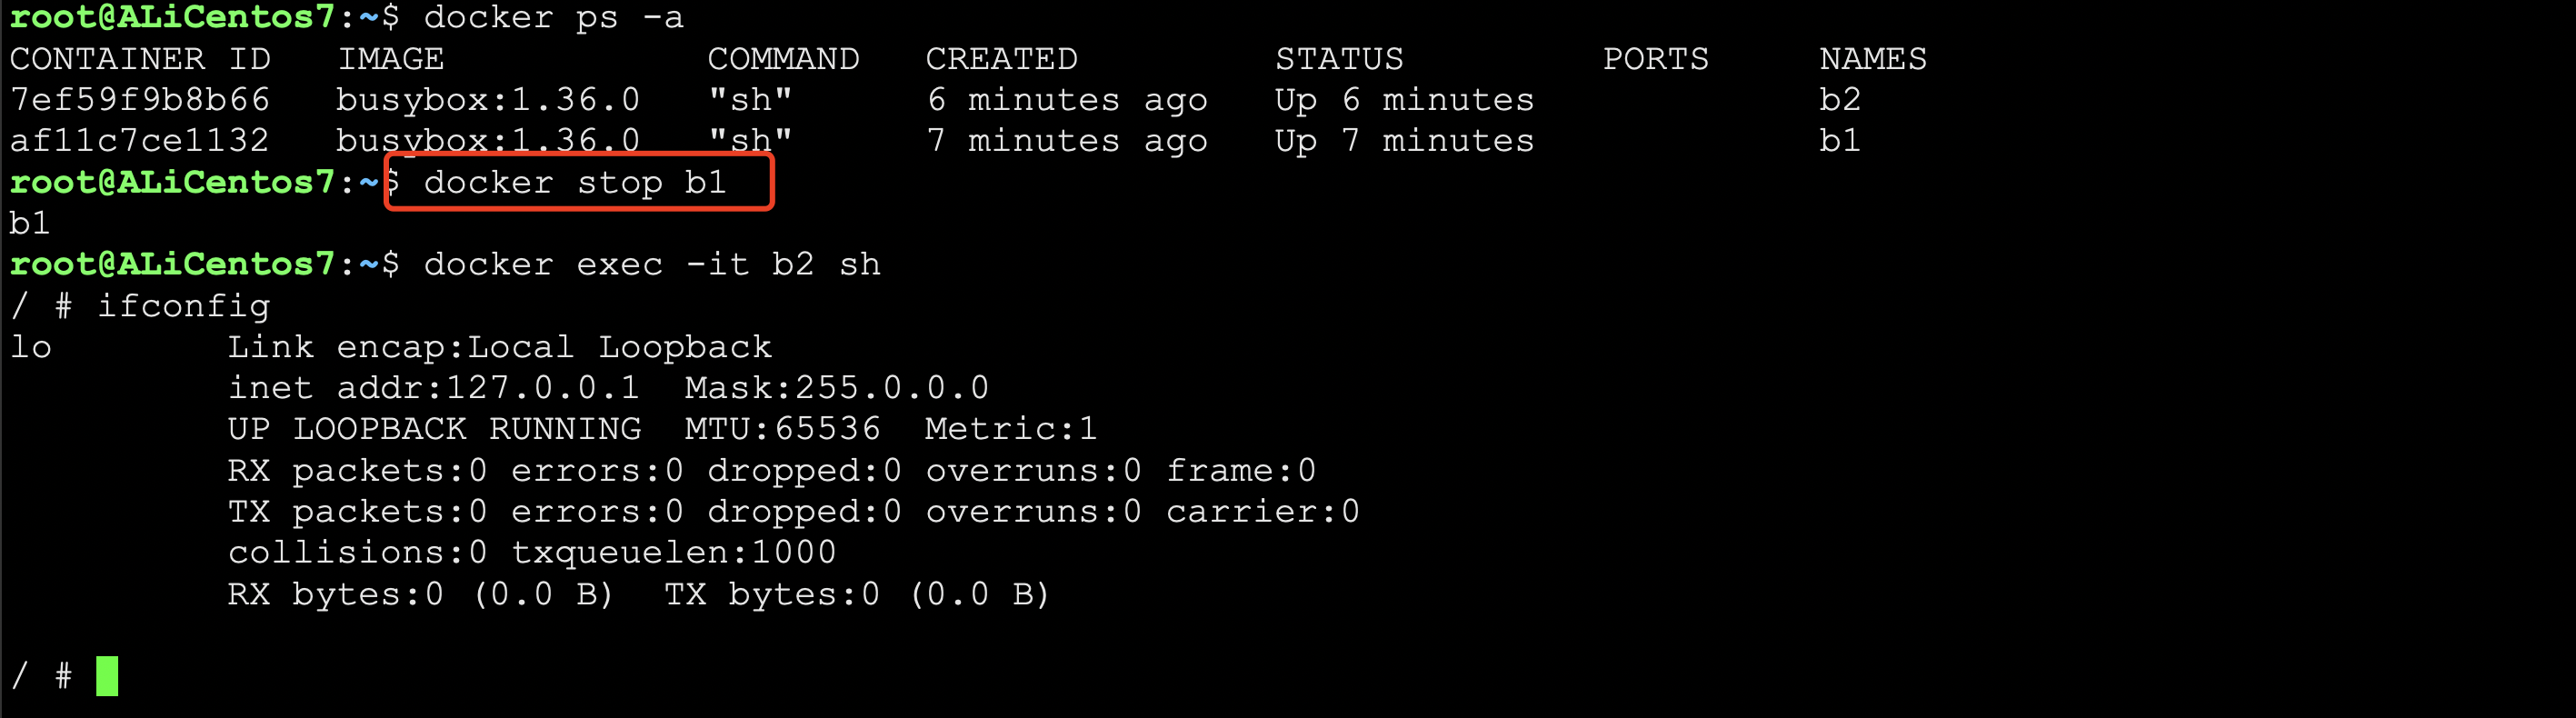 root@ALiCentos7:~$ docker ps -a
CONTAINER ID   IMAGE            COMMAND   CREATED         STATUS         PORTS     NAMES
7ef59f9b8b66   busybox:1.36.0   "sh"      6 minutes ago   Up 6 minutes             b2
af11c7ce1132   busybox:1.36.0   "sh"      7 minutes ago   Up 7 minutes             b1
root@ALiCentos7:~$ docker stop b1
b1
root@ALiCentos7:~$ docker exec -it b2 sh
/ # ifconfig
lo        Link encap:Local Loopback
          inet addr:127.0.0.1  Mask:255.0.0.0
          UP LOOPBACK RUNNING  MTU:65536  Metric:1
          RX packets:0 errors:0 dropped:0 overruns:0 frame:0
          TX packets:0 errors:0 dropped:0 overruns:0 carrier:0
          collisions:0 txqueuelen:1000
          RX bytes:0 (0.0 B)  TX bytes:0 (0.0 B)
/ #